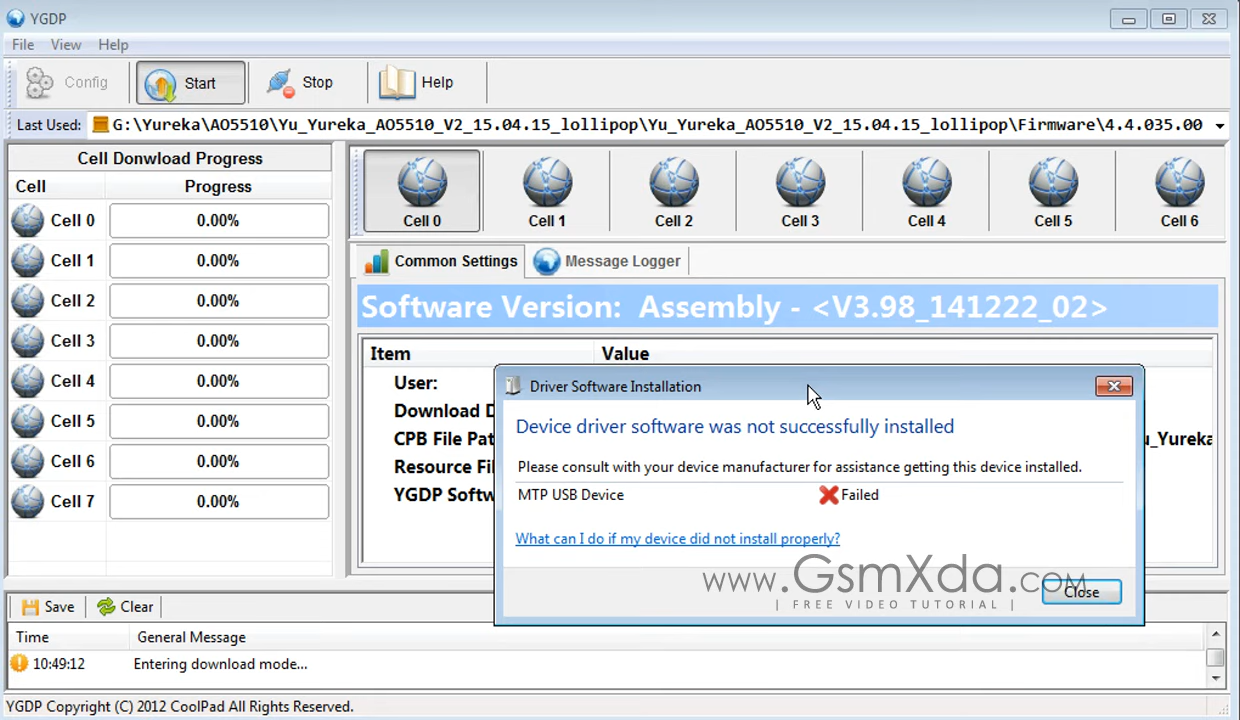 YGDP
File View Help
Config Start Stop Help
Last Used: G:\Yureka\AO5510\Yu_Yureka_AO5510_V2_15.04.15_lollipop\Yu_Yureka_AO5510_V2_15.04.15_lollipop\Firmware\4.4.035.00
Cell Donwload Progress
Cell Progress
Cell 0 0.00%
Cell 1 0.00%
Cell 2 0.00%
Cell 3 0.00%
Cell 4 0.00%
Cell 5 0.00%
Cell 6 0.00%
Cell 7 0.00%
Cell 0 Cell 1 Cell 2 Cell 3 Cell 4 Cell 5 Cell 6
Common Settings Message Logger
Software Version: Assembly - <V3.98_141222_02>
Item Value
User:
Download D
CPB File Pat
Resource Fil
YGDP Softw
u_Yureka
Driver Software Installation
Device driver software was not successfully installed
Please consult with your device manufacturer for assistance getting this device installed.
MTP USB Device Failed
What can I do if my device did not install properly?
www.GsmXda.com
| FREE VIDEO TUTORIAL |
Close
Save Clear
Time General Message
10:49:12 Entering download mode...
YGDP Copyright (C) 2012 CoolPad All Rights Reserved.